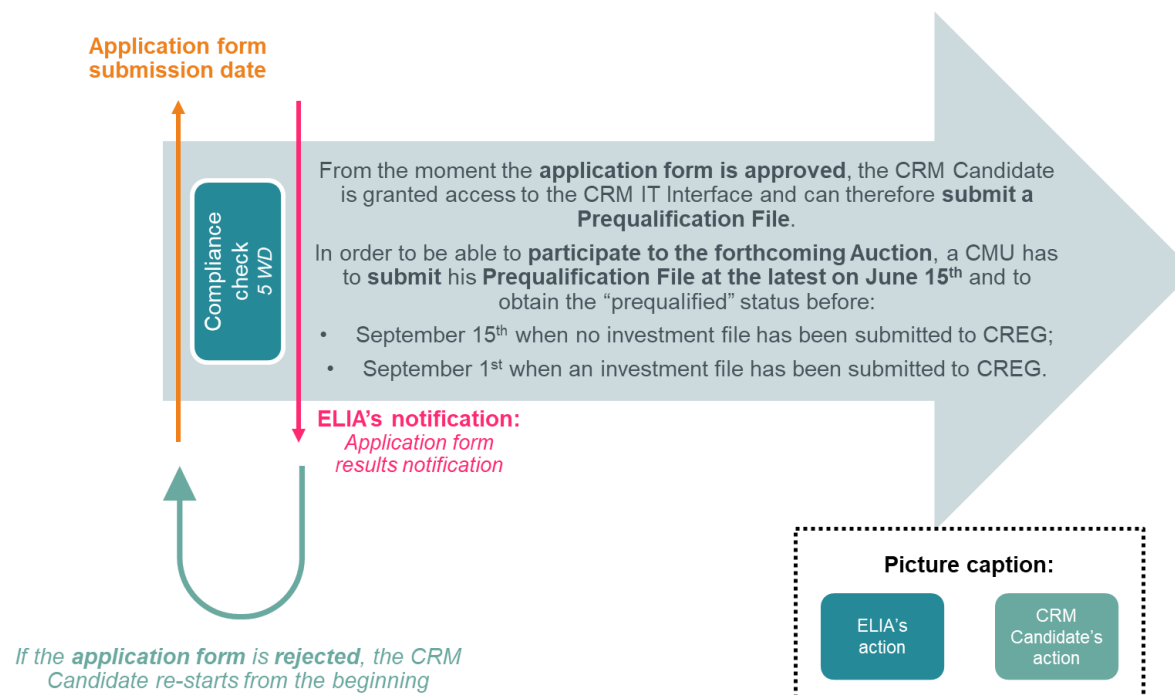 Application form
submission date
Compliance
check
5 WD
From the moment the application form is approved, the CRM Candidate
is granted access to the CRM IT Interface and can therefore submit a
Prequalification File.
In order to be able to participate to the forthcoming Auction, a CMU has
to submit his Prequalification File at the latest on June 15th and to
obtain the “prequalified” status before:
• September 15th when no investment file has been submitted to CREG;
• September 1st when an investment file has been submitted to CREG.
ELIA’s notification:
Application form
results notification
If the application form is rejected, the CRM
Candidate re-starts from the beginning
Picture caption:
ELIA’s
action
CRM
Candidate’s
action